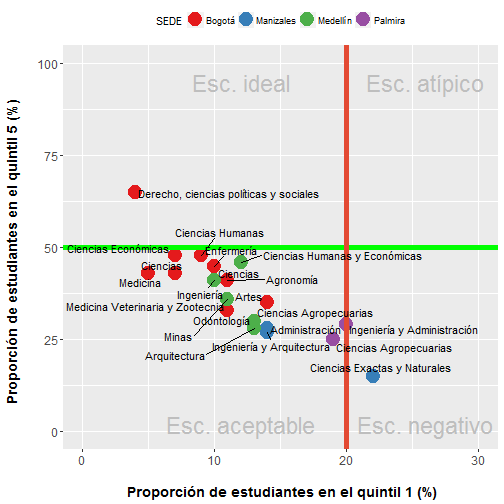 SEDE Bogotá Manizales Medellín Palmira
Proporción de estudiantes en el quintil 5 (%)
100
75
50
25
0
Esc. ideal
Esc. atípico
Derecho, ciencias políticas y sociales
Ciencias Humanas
Ciencias Económicas
Enfermería
Ciencias Humanas y Económicas
Ciencias
Ciencias
Medicina
Agronomía
Ingeniería
Artes
Medicina Veterinaria y Zootecnia
Ciencias Agropecuarias
Odontología
Administración
Ingeniería y Administración
Minas
Ingeniería y Arquitectura
Ciencias Agropecuarias
Arquitectura
Ciencias Exactas y Naturales
Esc. aceptable
Esc. negativo
0
10
20
30
Proporción de estudiantes en el quintil 1 (%)